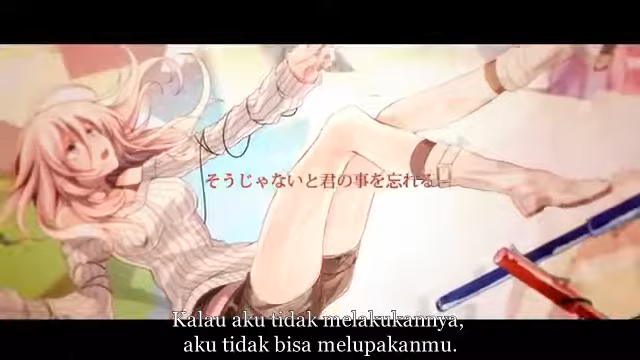 そうじゃないと君の事を忘れる
Kalau aku tidak melakukannya,
aku tidak bisa melupakanmu.